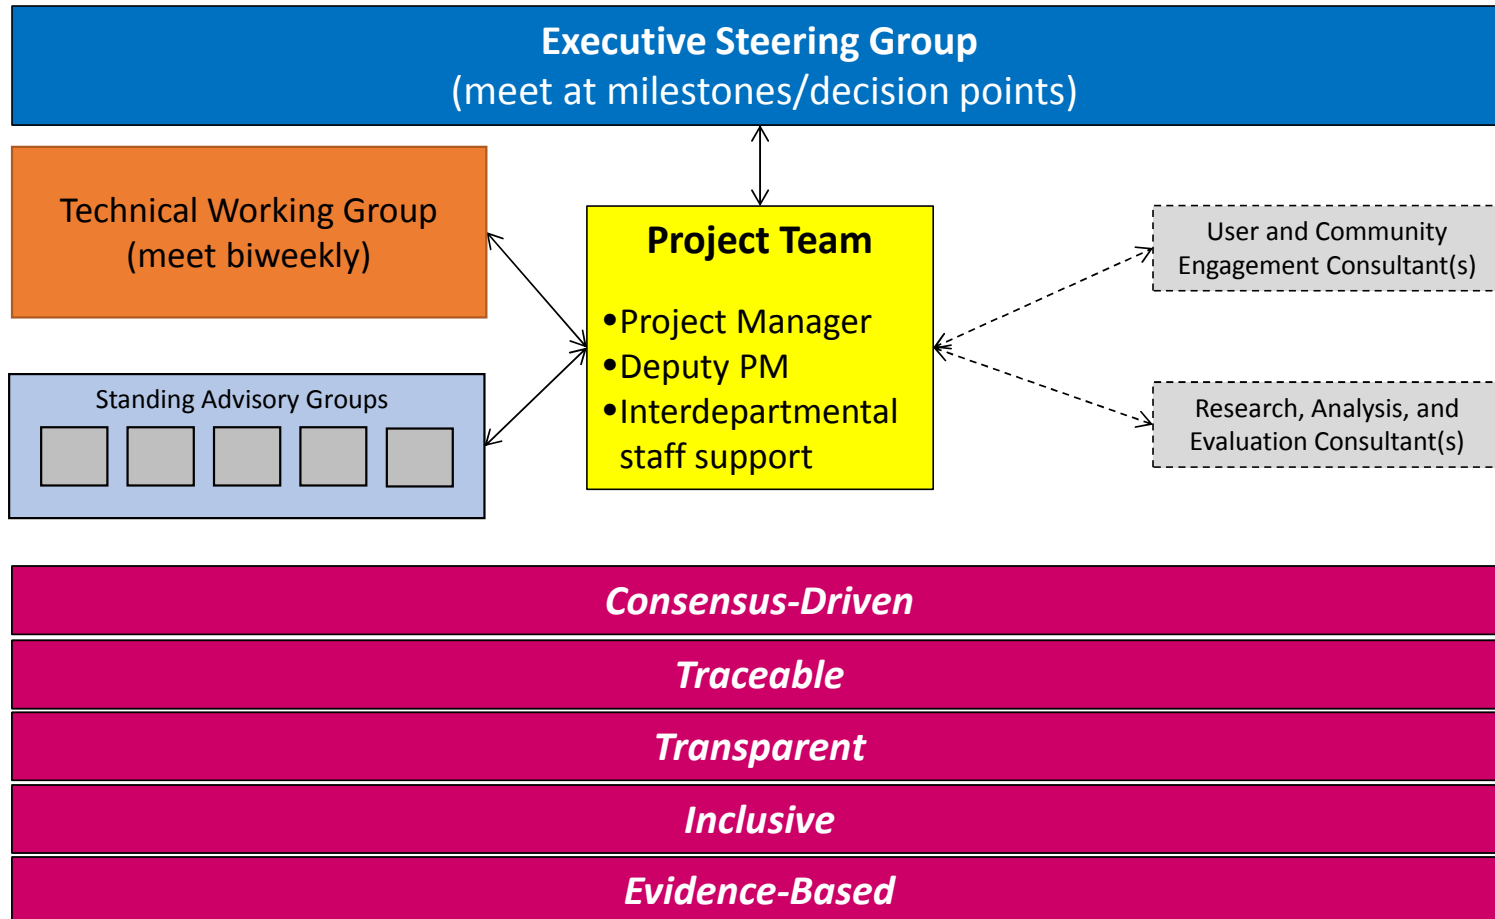 Executive Steering Group
(meet at milestones/decision points)
Technical Working Group
(meet biweekly)
Standing Advisory Groups
Project Team
•Project Manager
•Deputy PM
•Interdepartmental
staff support
User and Community
Engagement Consultant(s)
Research, Analysis, and
Evaluation Consultant(s)
Consensus-Driven
Traceable
Transparent
Inclusive
Evidence-Based